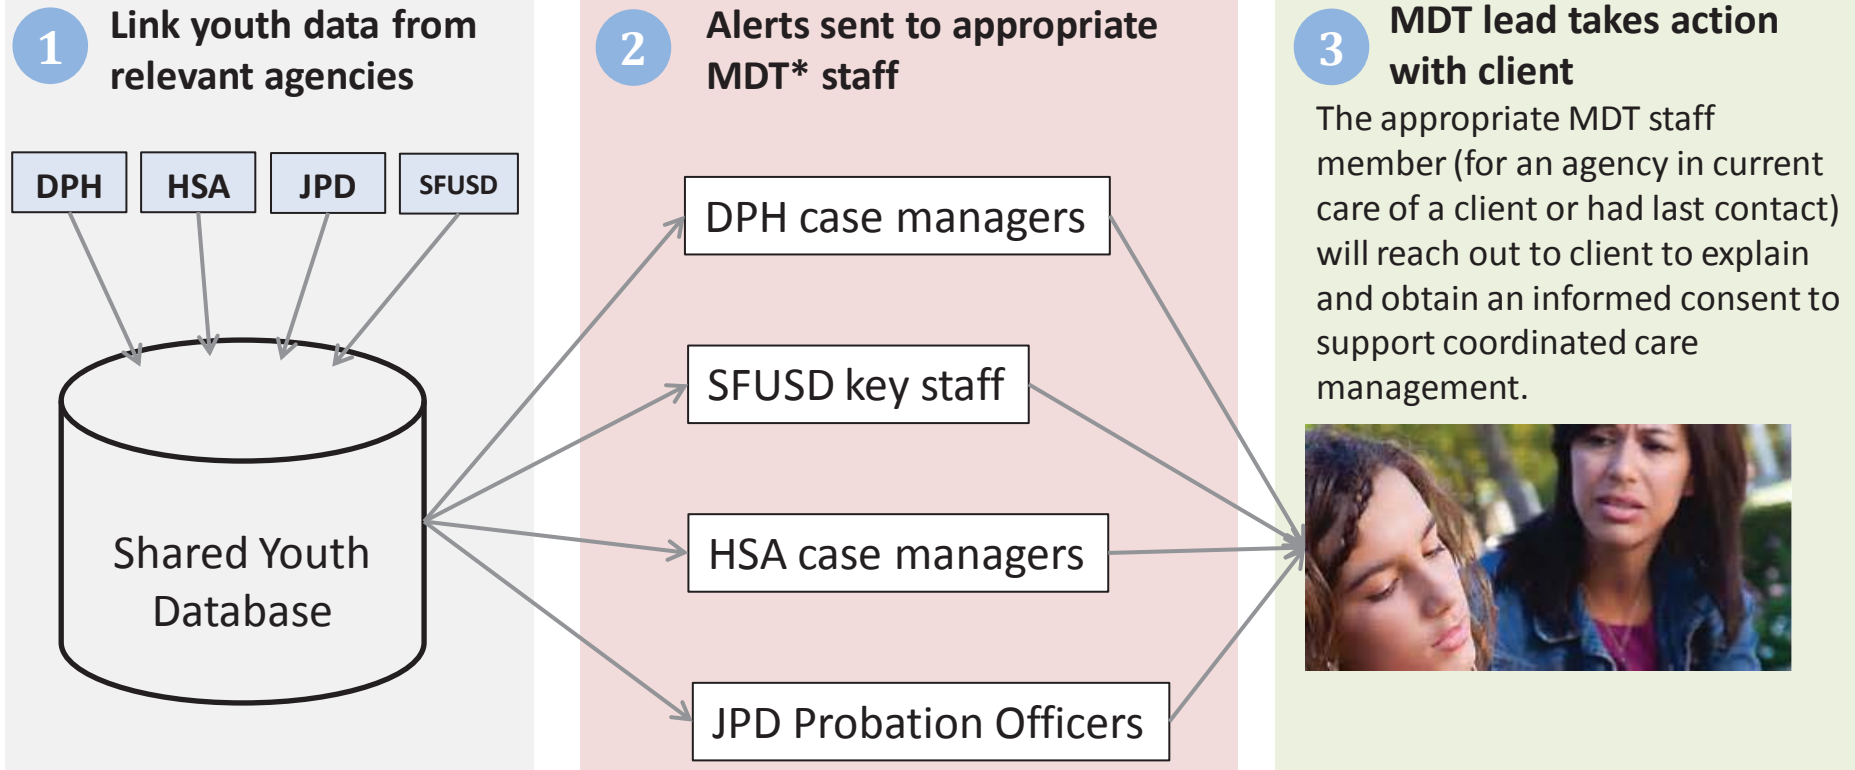 1
Link youth data from
relevant agencies
DPH
HSA
JPD
SFUSD
Shared Youth
Database
2
Alerts sent to appropriate
MDT* staff
DPH case managers
SFUSD key staff
HSA case managers
JPD Probation Officers
3
MDT lead takes action
with client
The appropriate MDT staff
member (for an agency in current
care of a client or had last contact)
will reach out to client to explain
and obtain an informed consent to
support coordinated care
management.